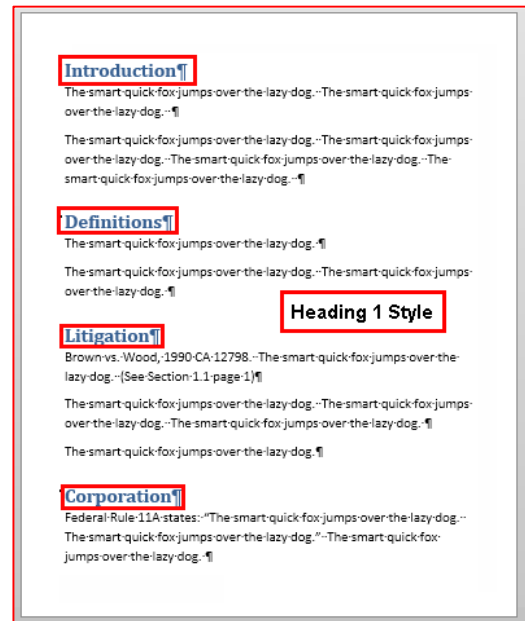 Introduction¶
The·smart·quick·fox·jumps·over·the·lazy·dog.··The·smart·quick·fox·jumps·
over·the·lazy·dog.··¶
The·smart·quick·fox·jumps·over·the·lazy·dog.··The·smart·quick·fox·jumps·
over·the·lazy·dog.··The·smart·quick·fox·jumps·over·the·lazy·dog.··The·
smart·quick·fox·jumps·over·the·lazy·dog.··¶
Definitions¶
The·smart·quick·fox·jumps·over·the·lazy·dog.·¶
The·smart·quick·fox·jumps·over·the·lazy·dog.··The·smart·quick·fox·jumps·
over·the·lazy·dog.·¶
Heading 1 Style
Litigation¶
Brown·vs.·Wood,·1990·CA·12798.··The·smart·quick·fox·jumps·over·the·
lazy·dog.··(See·Section·1.1·page·1)¶
The·smart·quick·fox·jumps·over·the·lazy·dog.··The·smart·quick·fox·jumps·
over·the·lazy·dog.··The·smart·quick·fox·jumps·over·the·lazy·dog.·¶
The·smart·quick·fox·jumps·over·the·lazy·dog.¶
Corporation¶
Federal·Rule·11A·states:·“The·smart·quick·fox·jumps·over·the·lazy·dog.··
The·smart·quick·fox·jumps·over·the·lazy·dog.”··The·smart·quick·fox·
jumps·over·the·lazy·dog.·¶